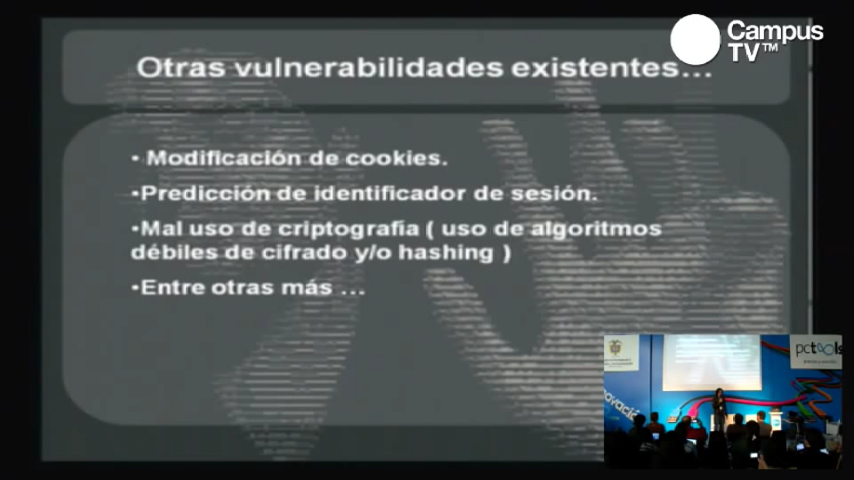 Campus
TV™
Otras vulnerabilidades existentes...
• Modificación de cookies.
•Predicción de identificador de sesión.
•Mal uso de criptografía ( uso de algoritmos
débiles de cifrado y/o hashing )
•Entre otras más ...
pctools